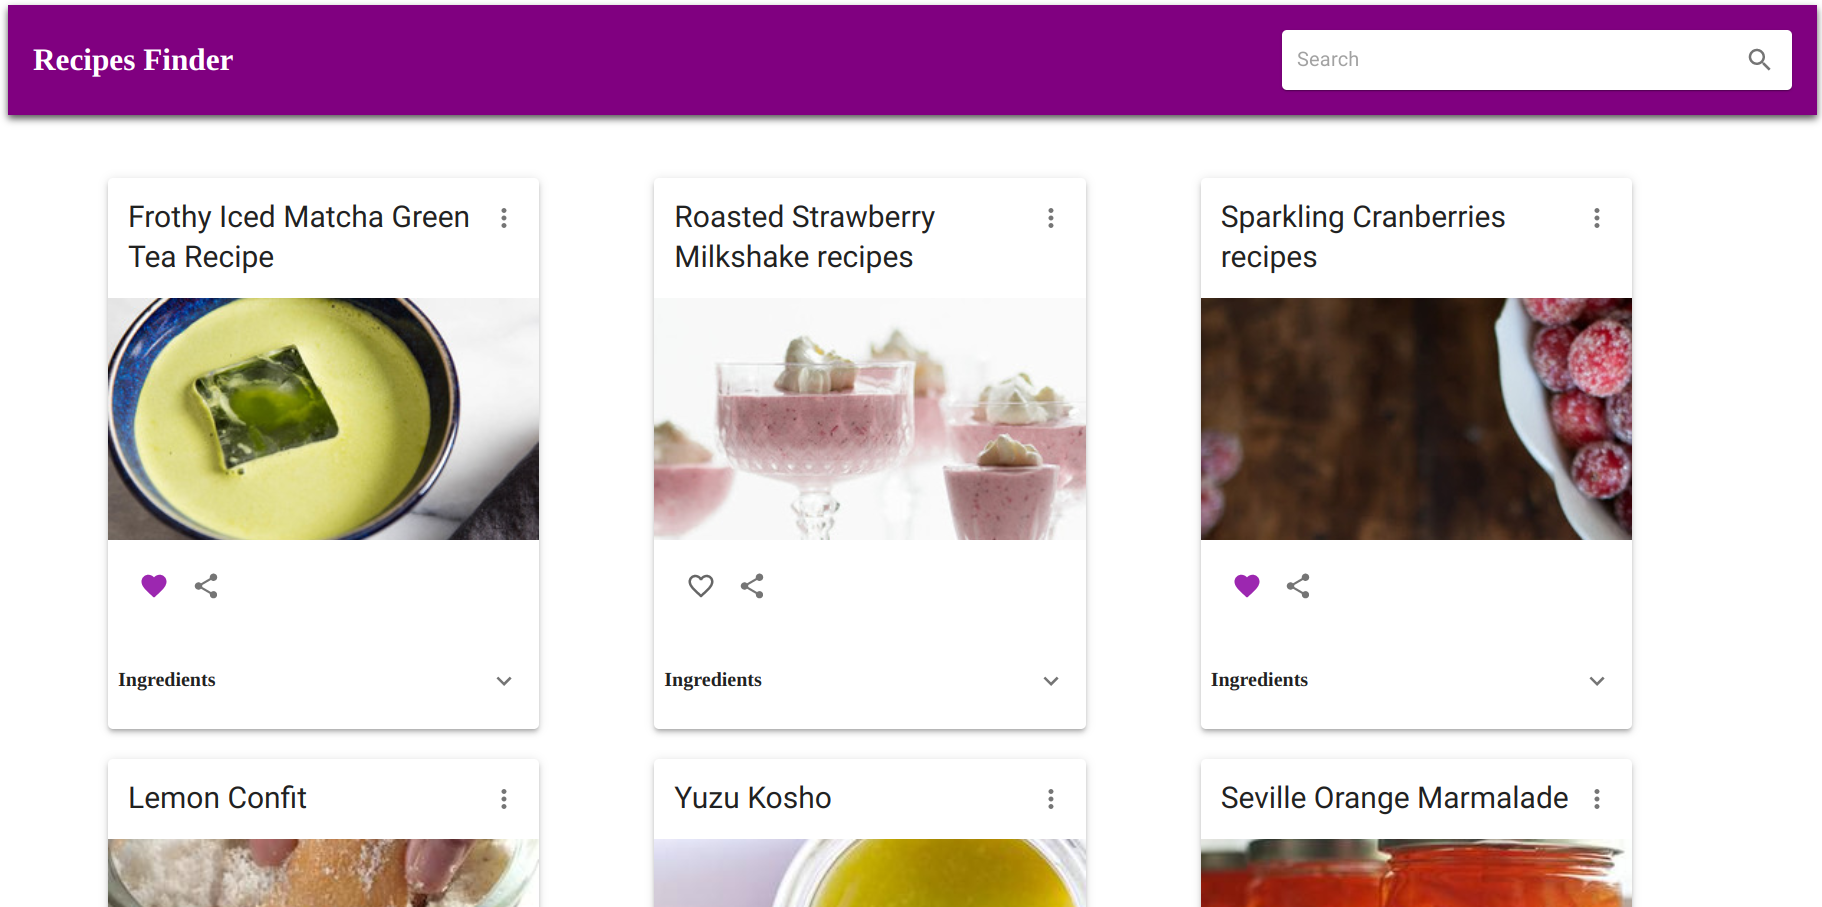 Recipes Finder
Search
Frothy Iced Matcha Green
Tea Recipe
Roasted Strawberry
Milkshake recipes
Sparkling Cranberries
recipes
Ingredients
Ingredients
Ingredients
Lemon Confit
Yuzu Kosho
Seville Orange Marmalade